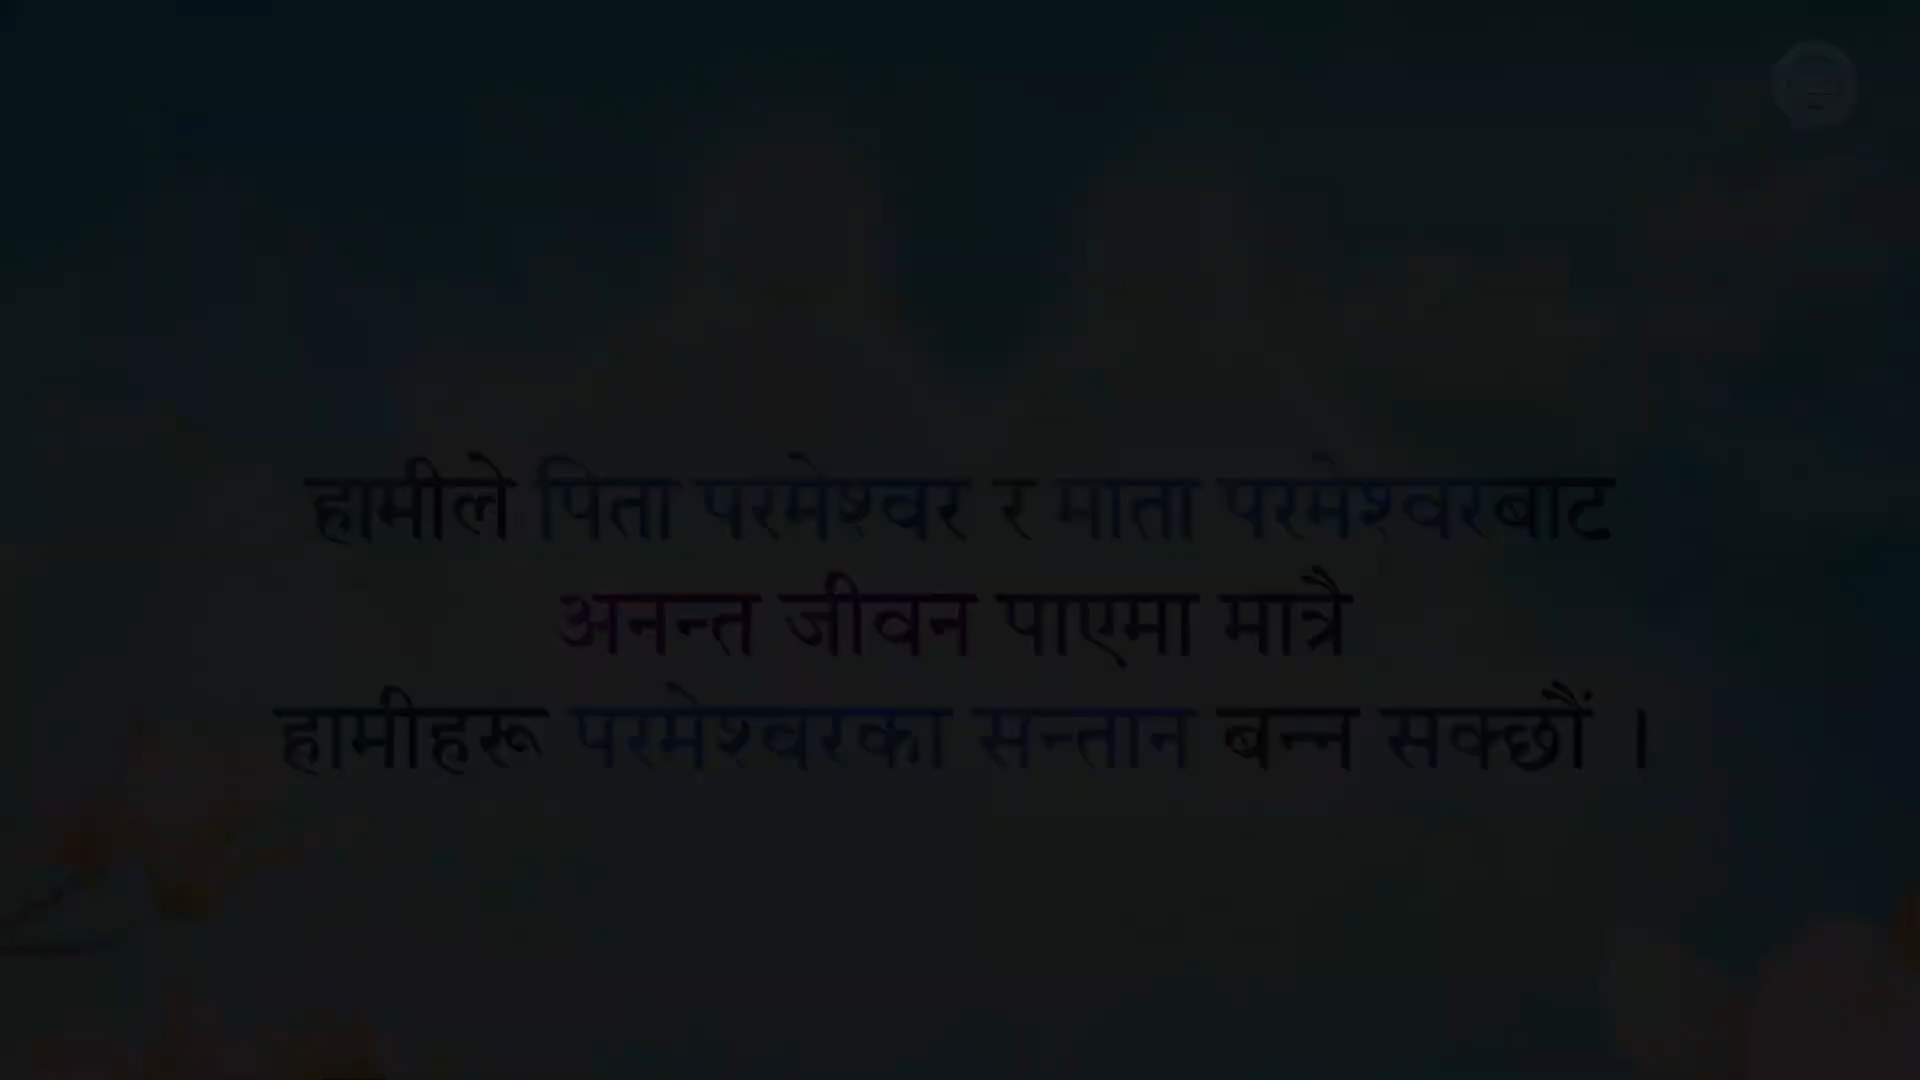 हामीले पिता परमेश्वर र माता परमेश्वरबाट
अनन्त जीवन पाएमा मात्रै
हामीहरू परमेश्वरका सन्तान बन्न सक्छौं ।